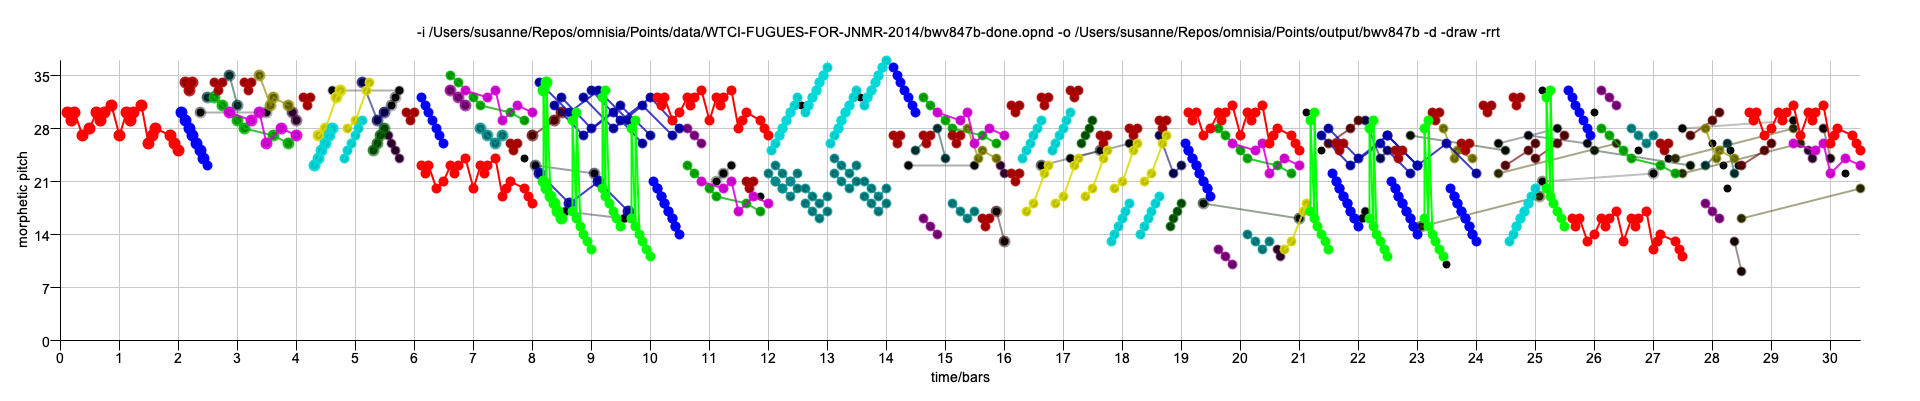 -i /Users/susanne/Repos/omnisia/Points/data/WTCI-FUGUES-FOR-JNMR-2014/bwv847b-done.opnd -o /Users/susanne/Repos/omnisia/Points/output/bwv847b -d -draw -rrt
35
28
21
14
7
0
morphetic pitch
0 1 2 3 4 5 6 7 8 9 10 11 12 13 14 15 16 17 18 19 20 21 22 23 24 25 26 27 28 29 30
time/bars